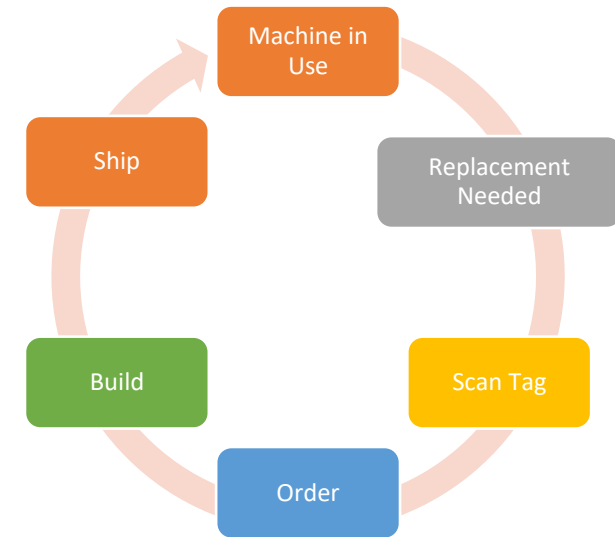 Machine in
Use
Replacement
Needed
Scan Tag
Order
Build
Ship